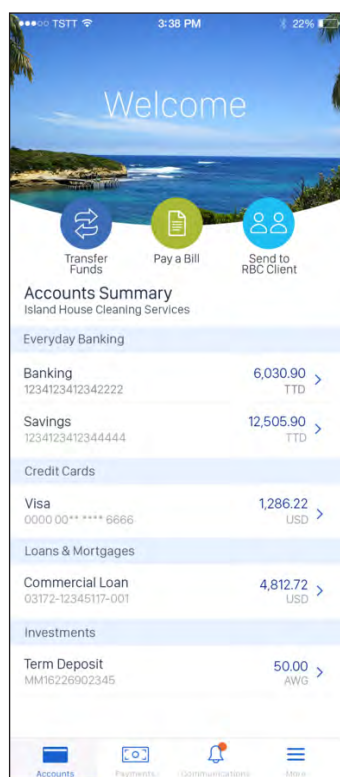 TSTT 3:38 PM 22%
Welcome
Transfer Funds
Pay a Bill
Send to RBC Client
Accounts Summary
Island House Cleaning Services
Everyday Banking
Banking 6,030.90
1234123412342222 TTD
Savings 12,505.90
1234123412344444 TTD
Credit Cards
Visa 1,286.22
0000 00** **** 6666 USD
Loans & Mortgages
Commercial Loan 4,812.72
03172-12345117-001 USD
Investments
Term Deposit 50.00
MM16226902345 AWG
Accounts Payments Communications More